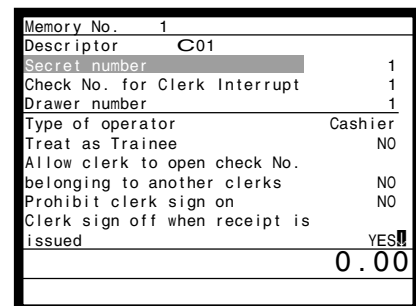 Memory No. 1
Descriptor C01
Secret number 1
Check No. for Clerk Interrupt 1
Drawer number 1
Type of operator Cashier
Treat as Trainee NO
Allow clerk to open check No.
belonging to another clerks NO
Prohibit clerk sign on NO
Clerk sign off when receipt is
issued YES
0.00